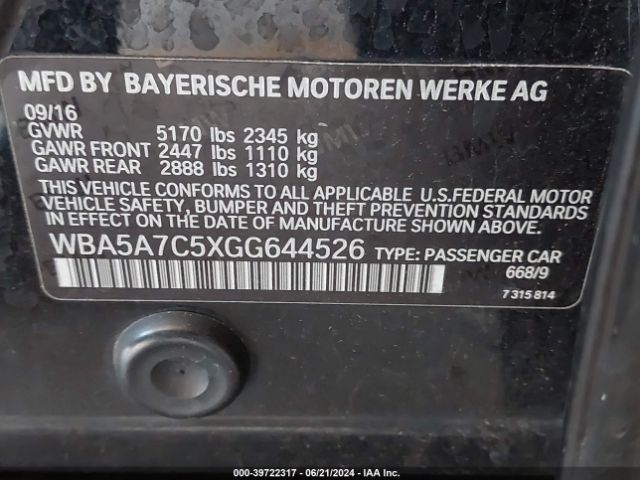 MFD BY BAYERISCHE MOTOREN WERKE AG
09/16
GVWR 5170 lbs 2345 kg
GAWR FRONT 2447 lbs 1110 kg
GAWR REAR 2888 lbs 1310 kg
THIS VEHICLE CONFORMS TO ALL APPLICABLE U.S.FEDERAL MOTOR
VEHICLE SAFETY, BUMPER AND THEFT PREVENTION STANDARDS
IN EFFECT ON THE DATE OF MANUFACTURE SHOWN ABOVE.
WBA5A7C5XGG644526 TYPE: PASSENGER CAR
668/9
7 315 814
© - 39722317 - 06/21/2024 - IAA Inc.